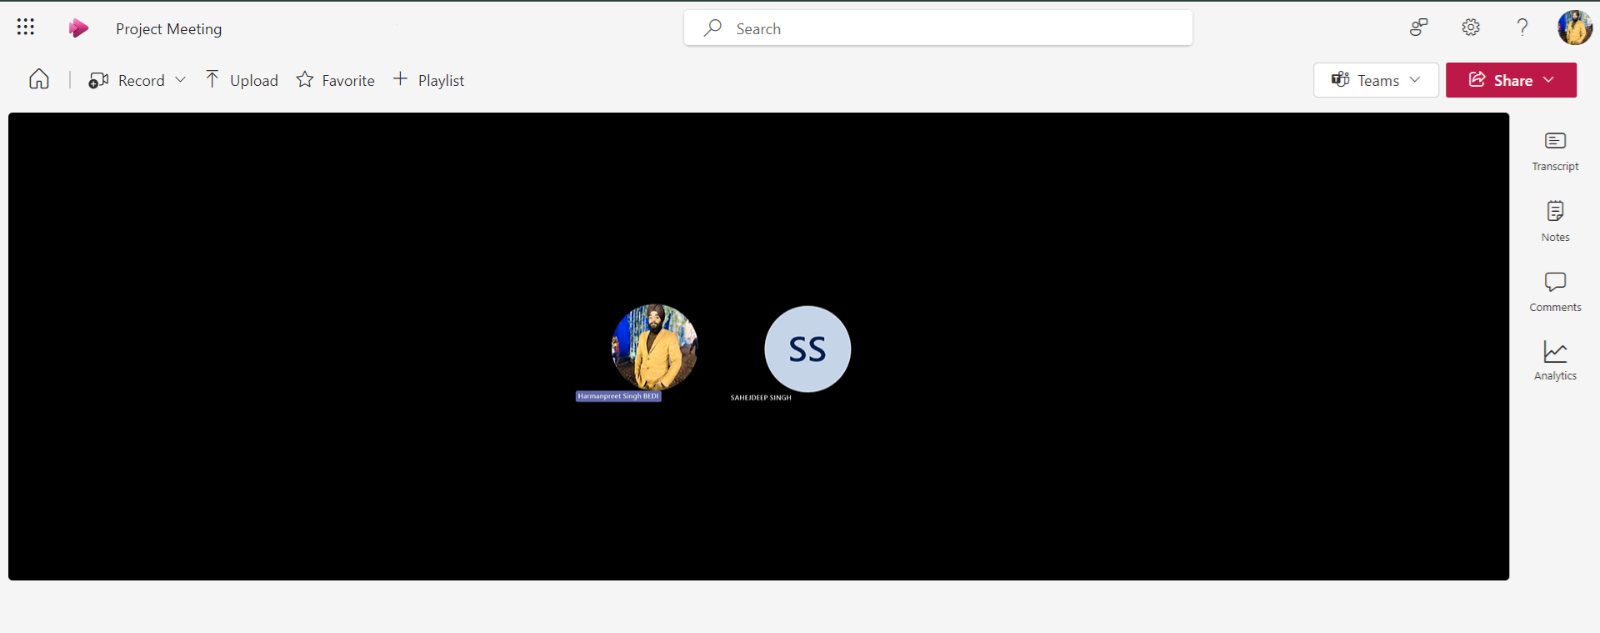 Project Meeting
Search
Record
Upload
Favorite
Playlist
Teams
Share
Transcript
Notes
Comments
Analytics
SS
Harmanpreet Singh BEDI
SAHEJDEEP SINGH